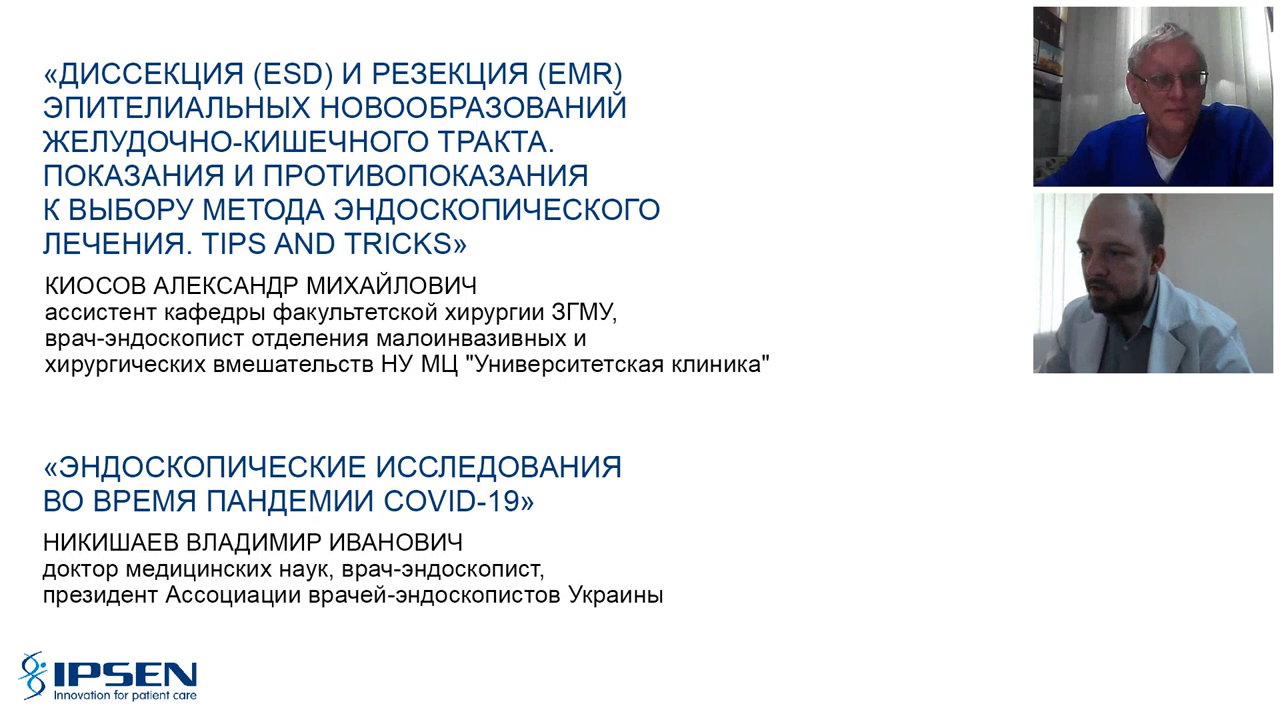 «ДИССЕКЦИЯ (ESD) И РЕЗЕКЦИЯ (EMR)
ЭПИТЕЛИАЛЬНЫХ НОВООБРАЗОВАНИЙ
ЖЕЛУДОЧНО-КИШЕЧНОГО ТРАКТА.
ПОКАЗАНИЯ И ПРОТИВОПОКАЗАНИЯ
К ВЫБОРУ МЕТОДА ЭНДОСКОПИЧЕСКОГО
ЛЕЧЕНИЯ. TIPS AND TRICKS»
КИОСОВ АЛЕКСАНДР МИХАЙЛОВИЧ
ассистент кафедры факультетской хирургии ЗГМУ,
врач-эндоскопист отделения малоинвазивных и
хирургических вмешательств НУ МЦ "Университетская клиника"
«ЭНДОСКОПИЧЕСКИЕ ИССЛЕДОВАНИЯ
ВО ВРЕМЯ ПАНДЕМИИ COVID-19»
НИКИШАЕВ ВЛАДИМИР ИВАНОВИЧ
доктор медицинских наук, врач-эндоскопист,
президент Ассоциации врачей-эндоскопистов Украины
IPSEN
Innovation for patient care